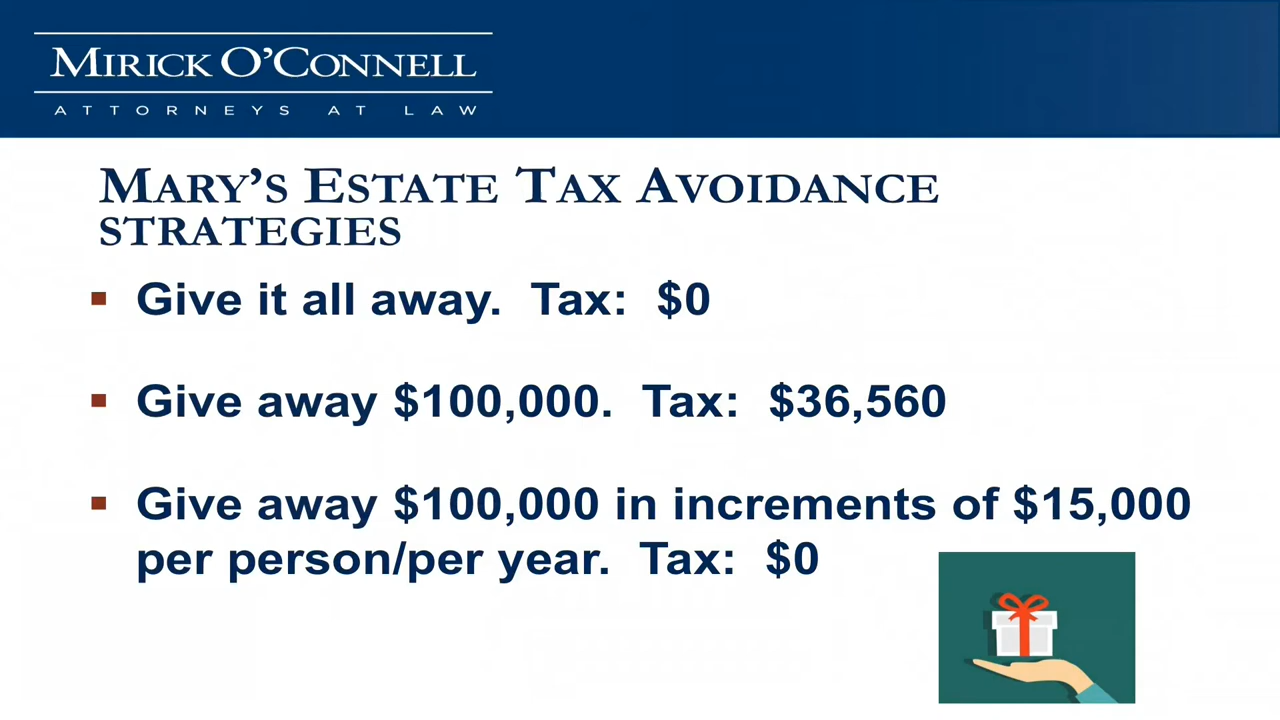 MIRICK O'CONNELL
ATTORNEYS AT LAW
MARY'S ESTATE TAX AVOIDANCE
STRATEGIES
▪ Give it all away. Tax: $0
▪ Give away $100,000. Tax: $36,560
▪ Give away $100,000 in increments of $15,000
per person/per year. Tax: $0